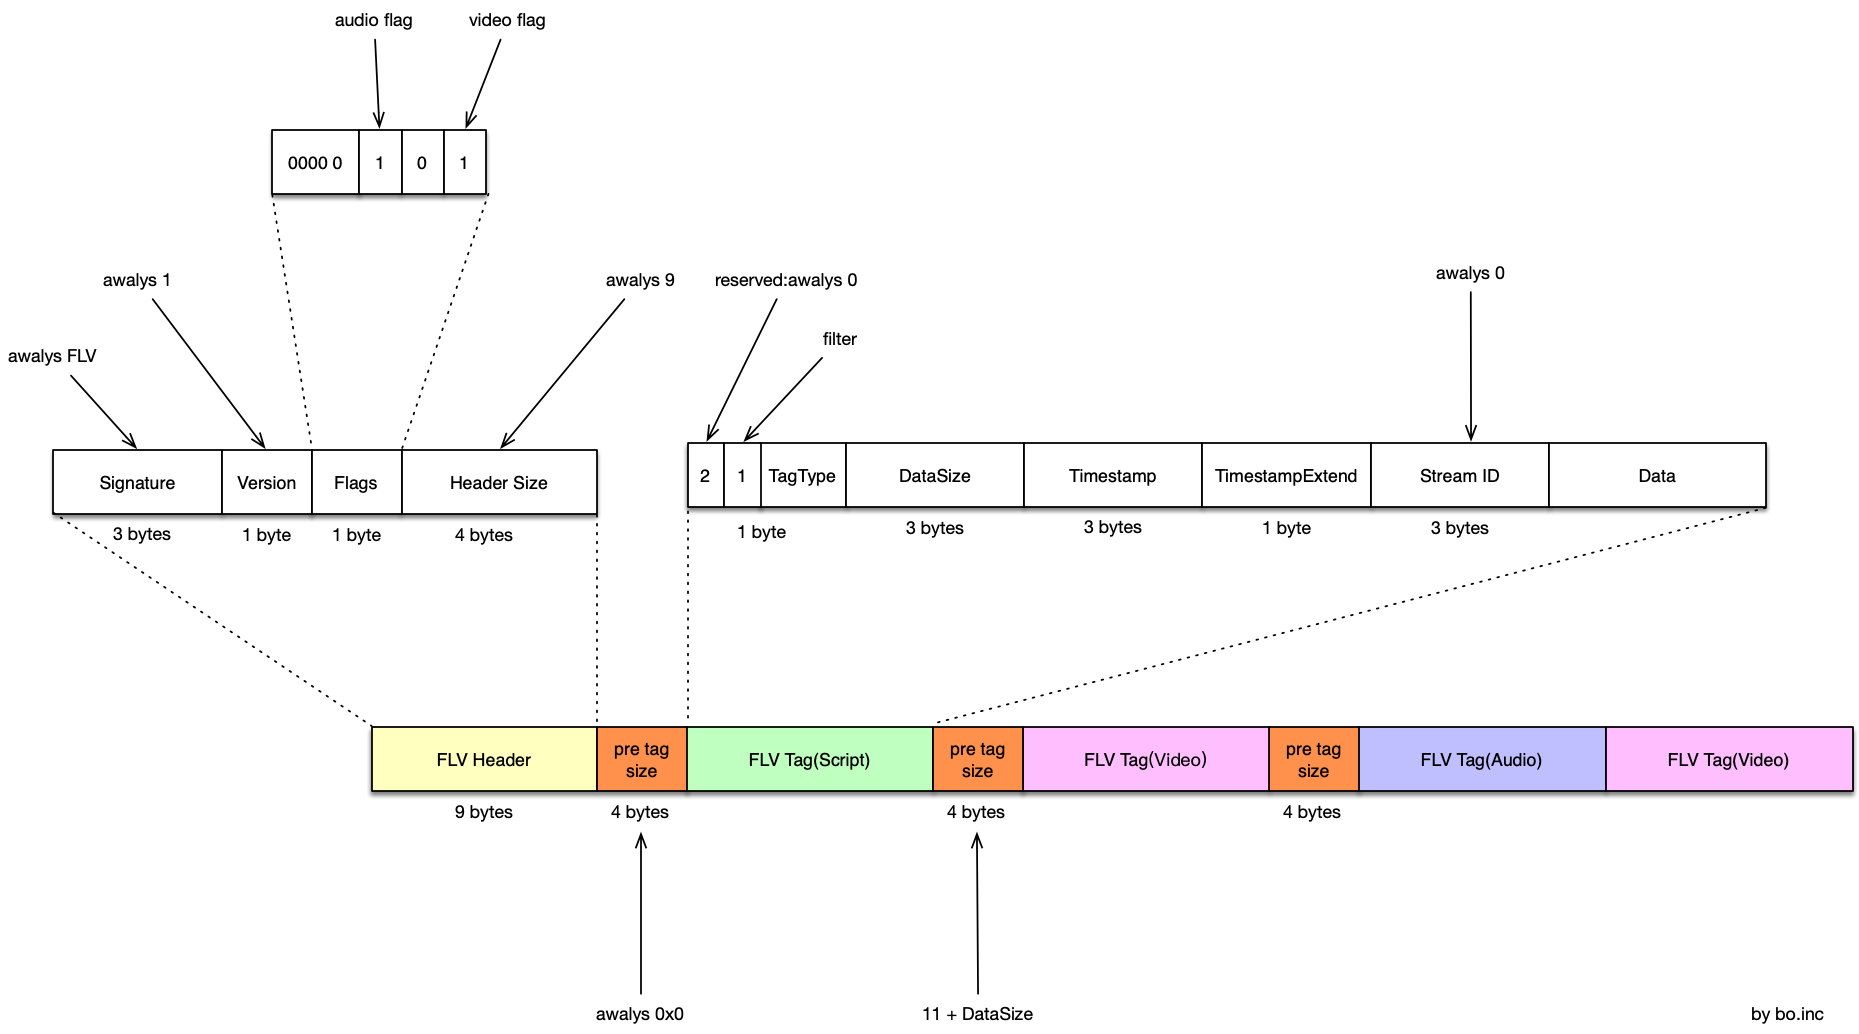 audio flag
video flag
0000 0
1
0
1
awalys 1
awalys 9
reserved:awalys 0
awalys 0
filter
awalys FLV
Signature
Version
Flags
Header Size
2
1
TagType
DataSize
Timestamp
TimestampExtend
Stream ID
Data
3 bytes
1 byte
1 byte
4 bytes
1 byte
3 bytes
3 bytes
1 byte
3 bytes
FLV Header
pre tag
size
FLV Tag(Script)
pre tag
size
FLV Tag(Video)
pre tag
size
FLV Tag(Audio)
FLV Tag(Video)
9 bytes
4 bytes
4 bytes
4 bytes
awalys 0x0
11 + DataSize
by bo.inc